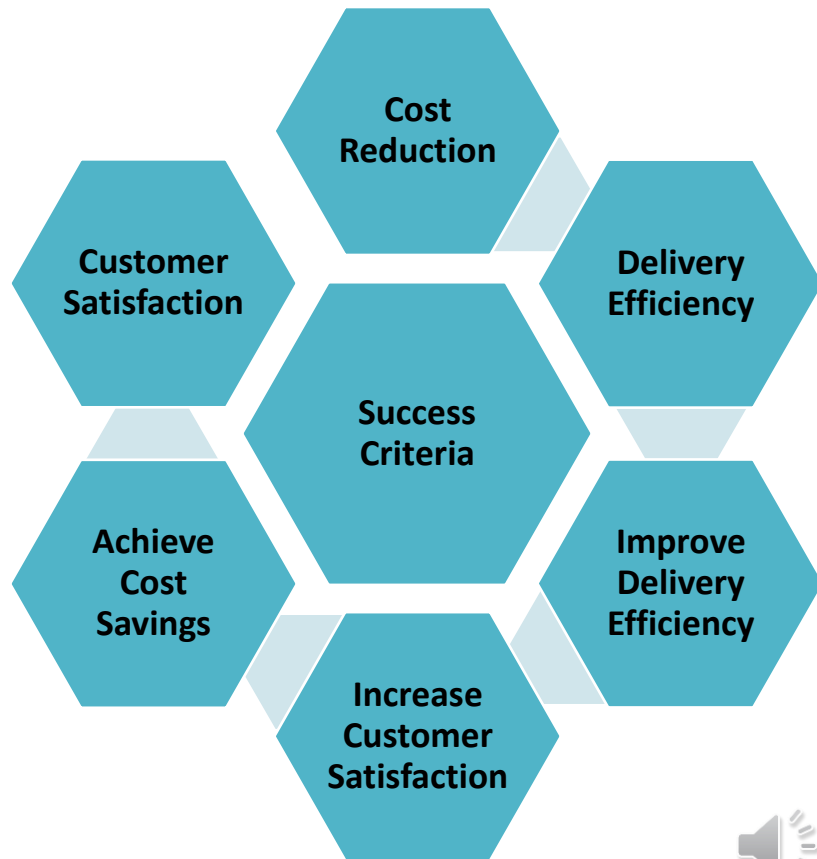 Cost
Reduction
Delivery
Efficiency
Improve
Delivery
Efficiency
Increase
Customer
Satisfaction
Achieve
Cost
Savings
Customer
Satisfaction
Success
Criteria